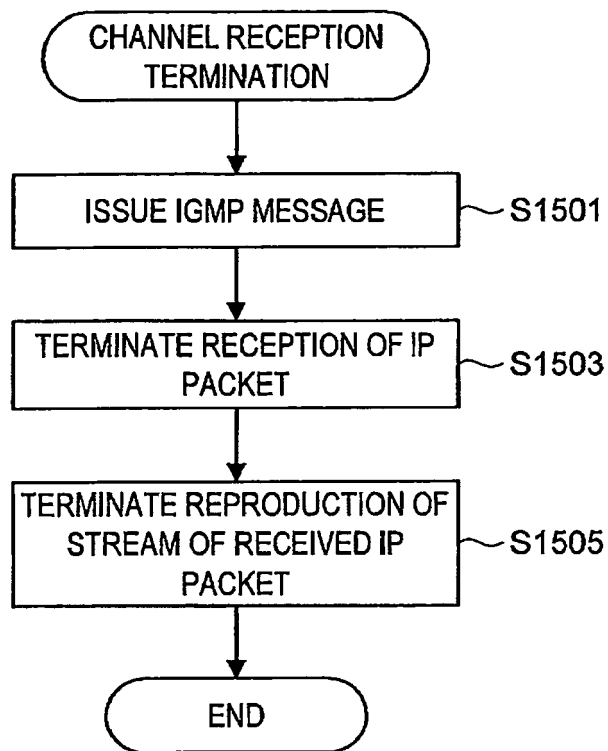 CHANNEL RECEPTION
TERMINATION
ISSUE IGMP MESSAGE
S1501
TERMINATE RECEPTION OF IP
PACKET
S1503
TERMINATE REPRODUCTION OF
STREAM OF RECEIVED IP
PACKET
S1505
END